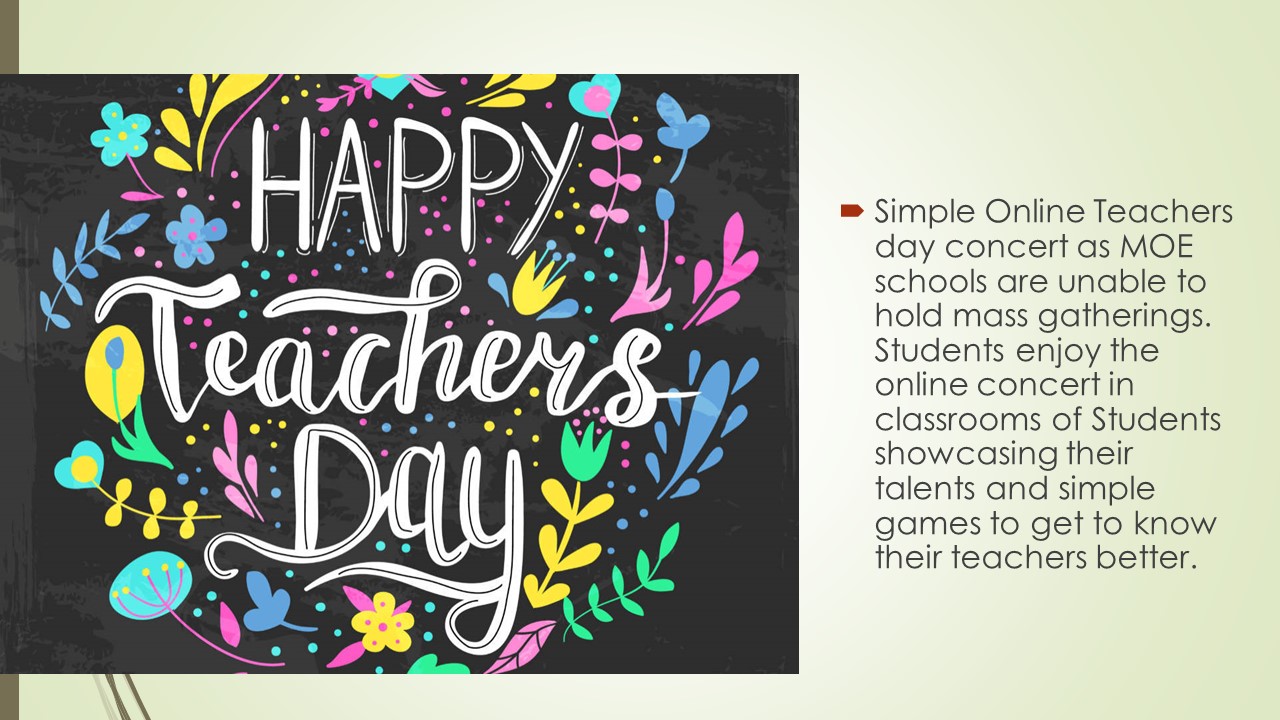 HAPPY
Teachers
DAY
Simple Online Teachers
day concert as MOE
schools are unable to
hold mass gatherings.
Students enjoy the
online concert in
classrooms of Students
showcasing their
talents and simple
games to get to know
their teachers better.